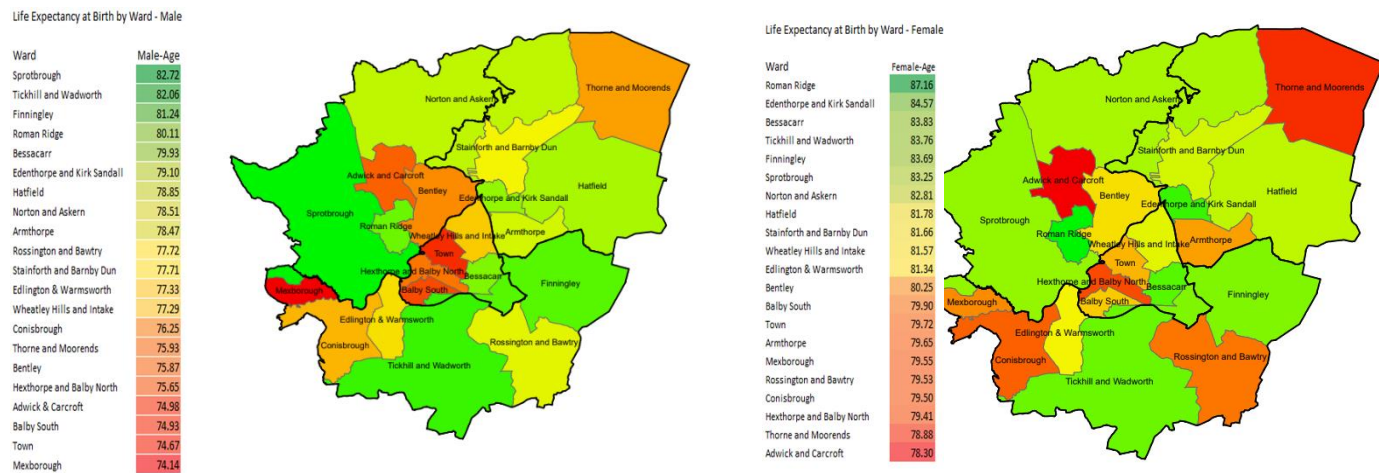 Life Expectancy at Birth by Ward - Male
Ward Male-Age
Sprotbrough 82.72
Tickhill and Wadworth 82.06
Finningley 81.24
Roman Ridge 80.11
Bessacarr 79.93
Edenthorpe and Kirk Sandall 79.10
Hatfield 78.85
Norton and Askern 78.51
Armthorpe 78.47
Rossington and Bawtry 77.72
Stainforth and Barnby Dun 77.71
Edlington & Warmsworth 77.33
Wheatley Hills and Intake 77.29
Conisbrough 76.25
Thorne and Moorends 75.93
Bentley 75.87
Hexthorpe and Balby North 75.65
Adwick & Carcroft 74.98
Balby South 74.93
Town 74.67
Mexborough 74.14
Thorne and Moorends
Norton and Askern
Stainforth and Barnby Dun
Adwick and Carcroft
Bentley
Hatfield
Edenthorpe and Kirk Sandall
Sprotbrough
Roman Ridge
Armthorpe
Wheatley Hills and Intake
Town
Hexthorpe and Balby North
Bessacarr
Finningley
Balby South
Mexborough
Edlington & Warmsworth
Conisbrough
Rossington and Bawtry
Tickhill and Wadworth
Life Expectancy at Birth by Ward - Female
Ward Female-Age
Roman Ridge 87.16
Edenthorpe and Kirk Sandall 84.57
Bessacarr 83.83
Tickhill and Wadworth 83.76
Finningley 83.69
Sprotbrough 83.25
Norton and Askern 82.81
Hatfield 81.78
Stainforth and Barnby Dun 81.66
Wheatley Hills and Intake 81.57
Edlington & Warmsworth 81.34
Bentley 80.25
Balby South 79.90
Town 79.72
Armthorpe 79.65
Mexborough 79.55
Rossington and Bawtry 79.53
Conisbrough 79.50
Hexthorpe and Balby North 79.41
Thorne and Moorends 78.88
Adwick and Carcroft 78.30
Thorne and Moorends
Norton and Askern
Stainforth and Barnby Dun
Adwick and Carcroft
Bentley
Hatfield
Edenthorpe and Kirk Sandall
Sprotbrough
Roman Ridge
Armthorpe
Wheatley Hills and Intake
Town
Hexthorpe and Balby North
Bessacarr
Finningley
Mexborough
Balby South
Edlington & Warmsworth
Conisbrough
Rossington and Bawtry
Tickhill and Wadworth